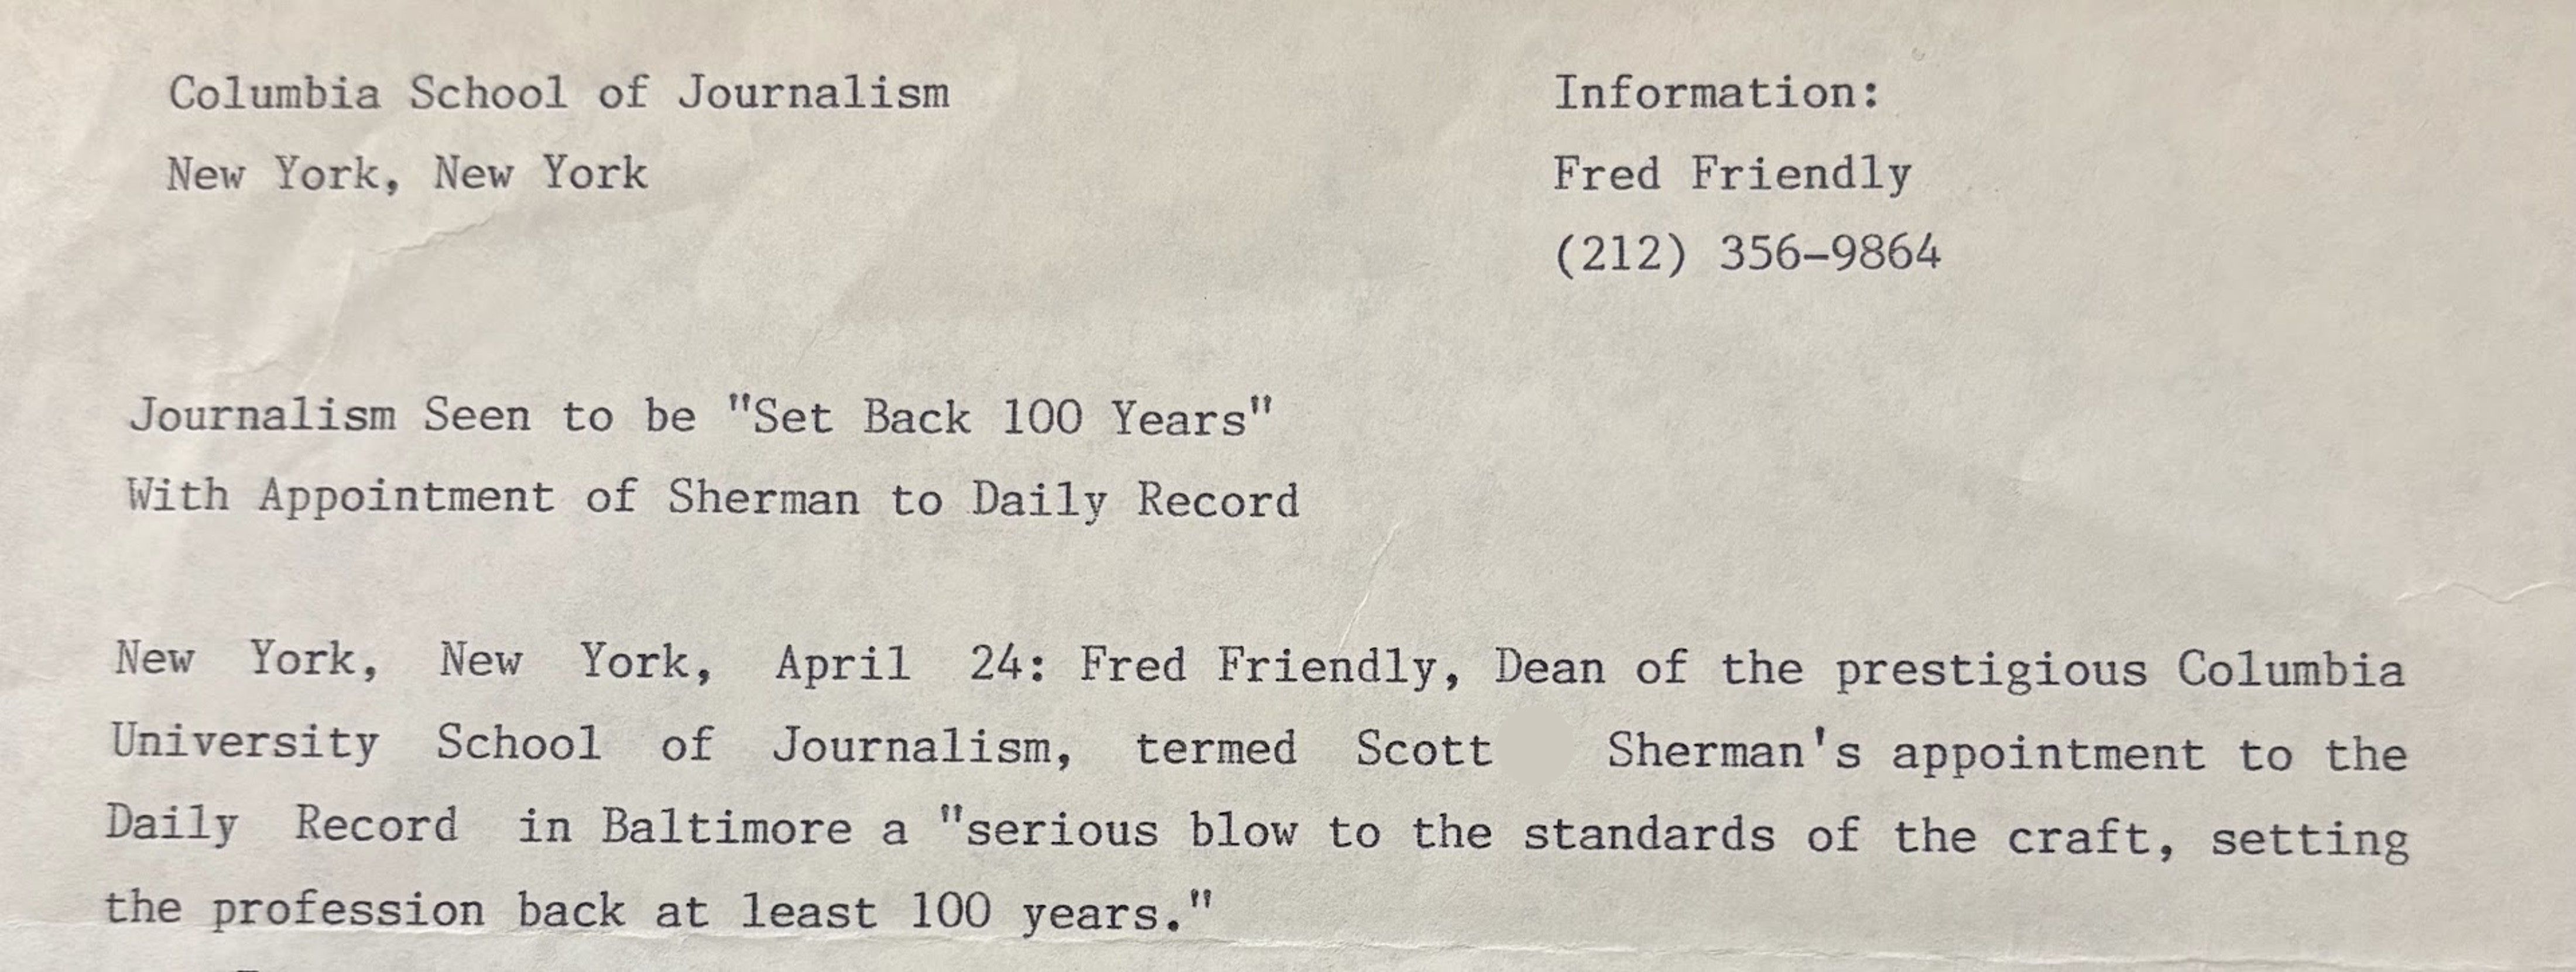 Columbia School of Journalism
New York, New York
Information:
Fred Friendly
(212) 356-9864
Journalism Seen to be "Set Back 100 Years"
With Appointment of Sherman to Daily Record
New York, New York, April 24: Fred Friendly, Dean of the prestigious Columbia
University School of Journalism, termed Scott Sherman's appointment to the
Daily Record in Baltimore a "serious blow to the standards of the craft, setting
the profession back at least 100 years."